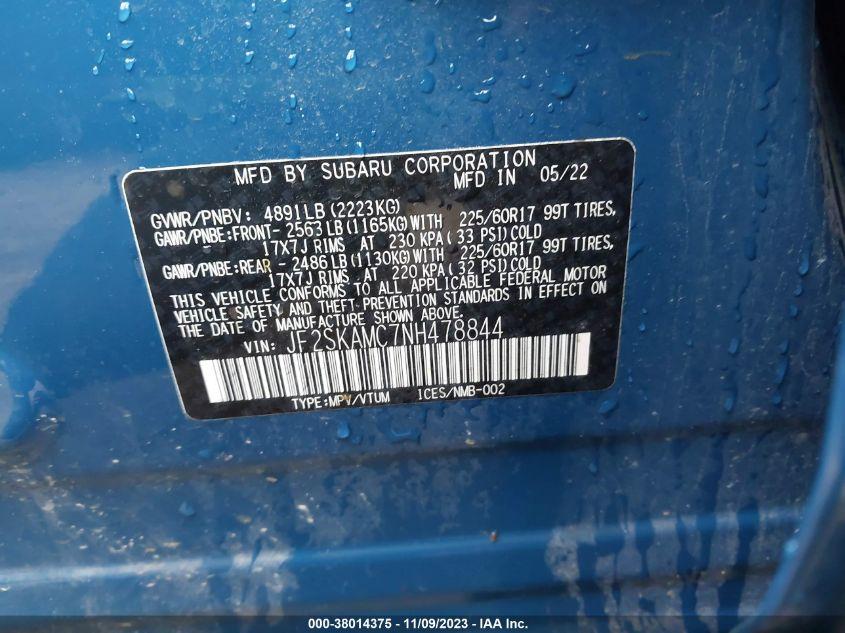 MFD BY SUBARU CORPORATION
MFD IN 05/22
GVWR/PNBV: 4891LB(2223KG)
GAWR/PNBE:FRONT- 2563LB(1165KG)WITH 225/60R17 99T TIRES,
17X7J RIMS AT 230 KPA(33 PSI)COLD
GAWR/PNBE:REAR - 2486LB(1130KG)WITH 225/60R17 99T TIRES,
17X7J RIMS AT 220 KPA(32 PSI)COLD
THIS VEHICLE CONFORMS TO ALL APPLICABLE FEDERAL MOTOR
VEHICLE SAFETY AND THEFT PREVENTION STANDARDS IN EFFECT ON
THE DATE OF MANUFACTURE SHOWN ABOVE.
VIN: JF2SKAMC7NH478844
TYPE:MPV/VTUM ICES/NMB-002
000-38014375 - 11/09/2023 - IAA Inc.